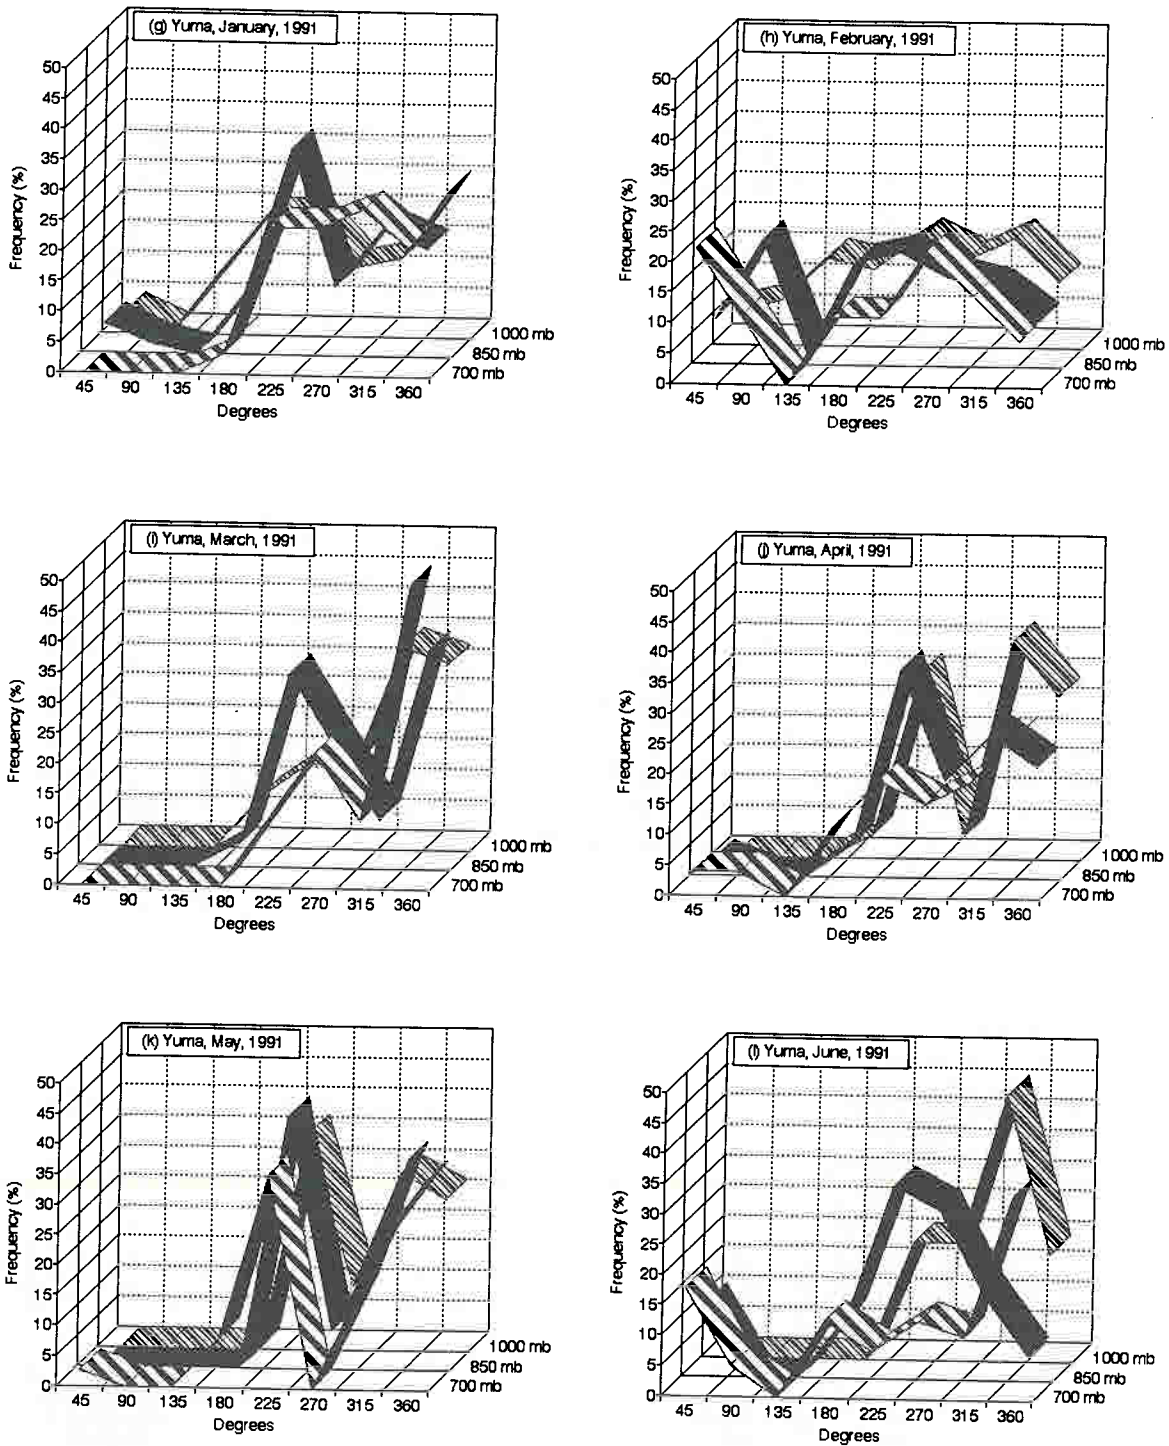 (g) Yuma, January, 1991
50
45
40
35
30
25
20
15
10
5
0
Frequency (%)
45 90 135 180 225 270 315 360
Degrees
1000 mb
850 mb
700 mb
(h) Yuma, February, 1991
50
45
40
35
30
25
20
15
10
5
0
Frequency (%)
45 90 135 180 225 270 315 360
Degrees
1000 mb
850 mb
700 mb
(i) Yuma, March, 1991
50
45
40
35
30
25
20
15
10
5
0
Frequency (%)
45 90 135 180 225 270 315 360
Degrees
1000 mb
850 mb
700 mb
(j) Yuma, April, 1991
50
45
40
35
30
25
20
15
10
5
0
Frequency (%)
45 90 135 180 225 270 315 360
Degrees
1000 mb
850 mb
700 mb
(k) Yuma, May, 1991
50
45
40
35
30
25
20
15
10
5
0
Frequency (%)
45 90 135 180 225 270 315 360
Degrees
1000 mb
850 mb
700 mb
(l) Yuma, June, 1991
50
45
40
35
30
25
20
15
10
5
0
Frequency (%)
45 90 135 180 225 270 315 360
Degrees
1000 mb
850 mb
700 mb